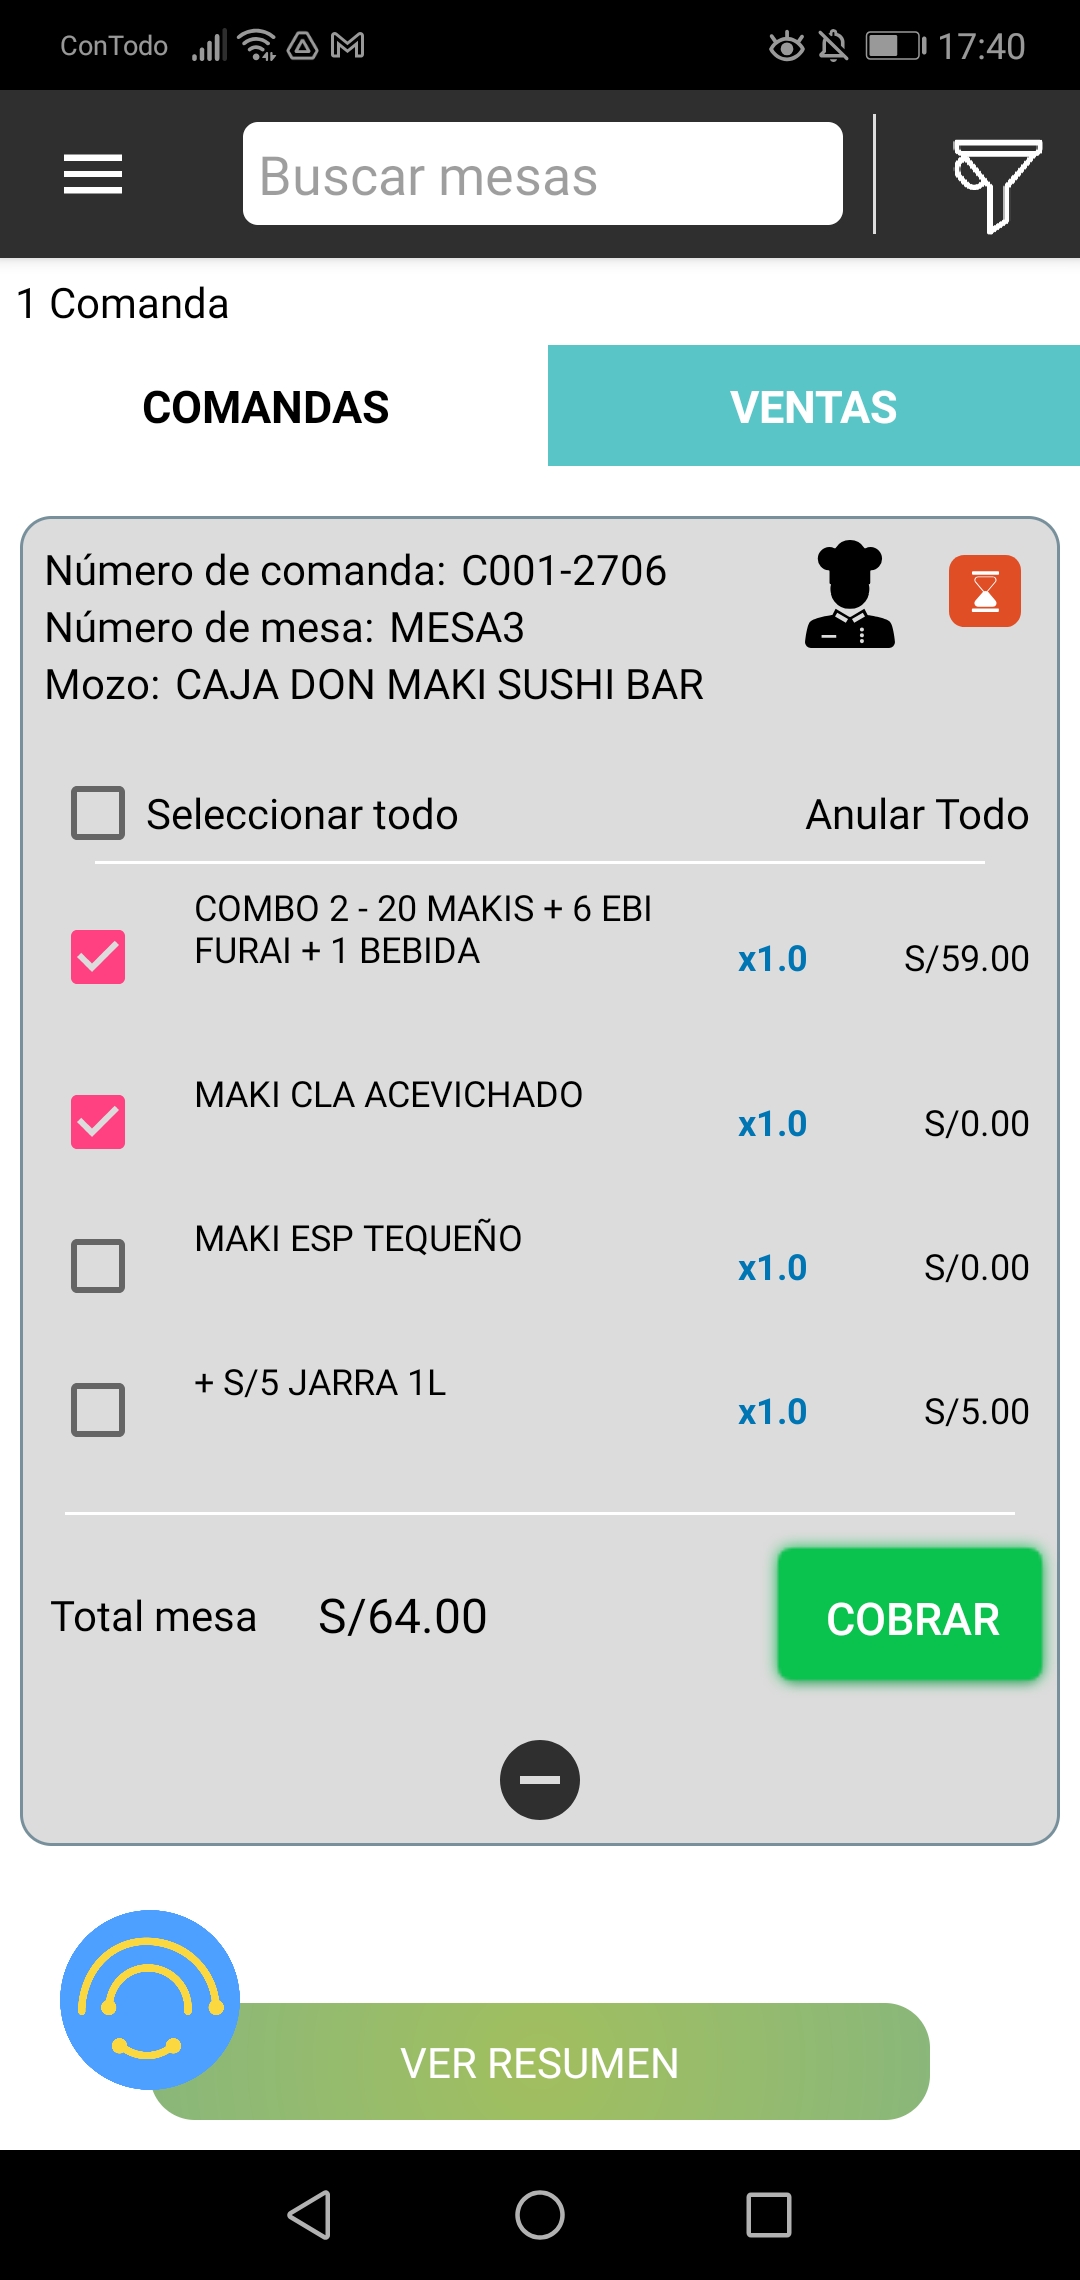 ConTodo 17:40
Buscar mesas
1 Comanda
COMANDAS VENTAS
Número de comanda: C001-2706
Número de mesa: MESA3
Mozo: CAJA DON MAKI SUSHI BAR
Seleccionar todo Anular Todo
COMBO 2 - 20 MAKIS + 6 EBI
FURAI + 1 BEBIDA x1.0 S/59.00
MAKI CLA ACEVICHADO x1.0 S/0.00
MAKI ESP TEQUEÑO x1.0 S/0.00
+ S/5 JARRA 1L x1.0 S/5.00
Total mesa S/64.00 COBRAR
VER RESUMEN